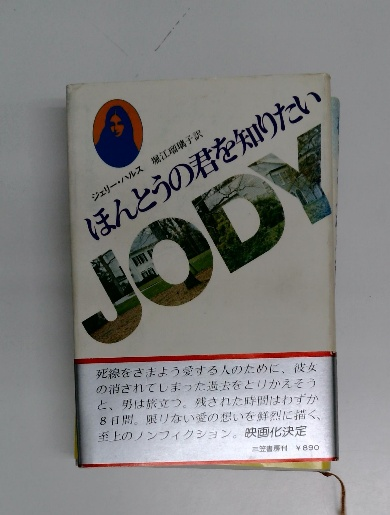 ジェリー・ハルス
堀江瑠璃子訳
ほんとうの君を知りたい
JODY
死線をさまよう愛する人のために、彼女
の消されてしまった過去をとりかえそう
と、男は旅立つ。残された時間はわずか
8日間。限りない愛の想いを鮮烈に描く、
至上のノンフィクション。映画化決定
三笠書房刊 ￥890